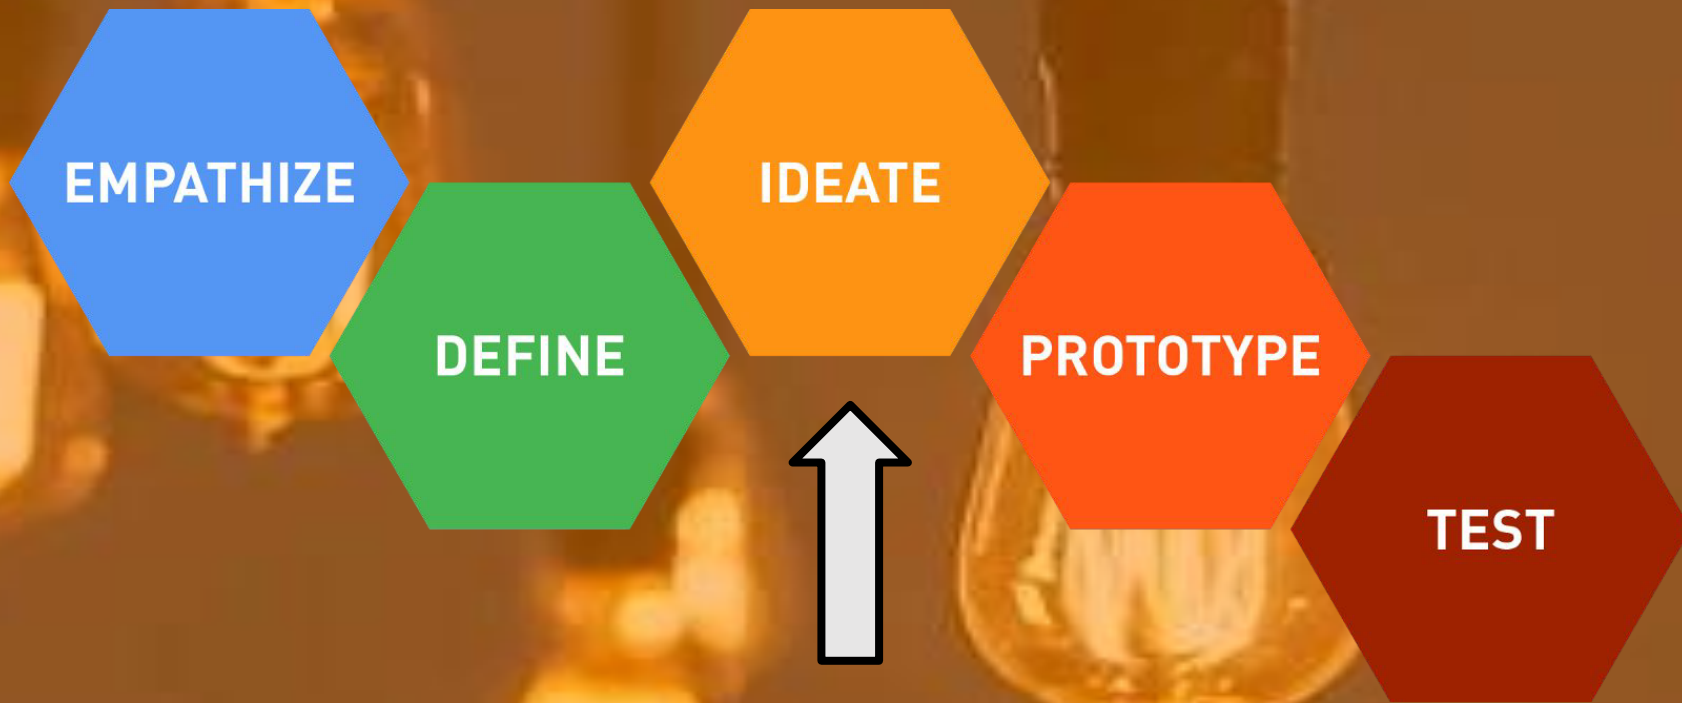 EMPATHIZE
DEFINE
IDEATE
PROTOTYPE
TEST